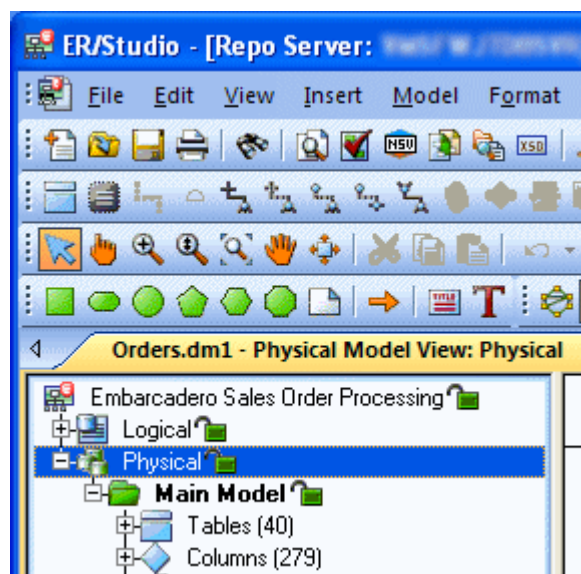 ER/Studio - [Repo Server:
File Edit View Insert Model Format
NSV XSD
TITLE T
Orders.dm1 - Physical Model View: Physical
Embarcadero Sales Order Processing
Logical
Physical
Main Model
Tables (40)
Columns (279)